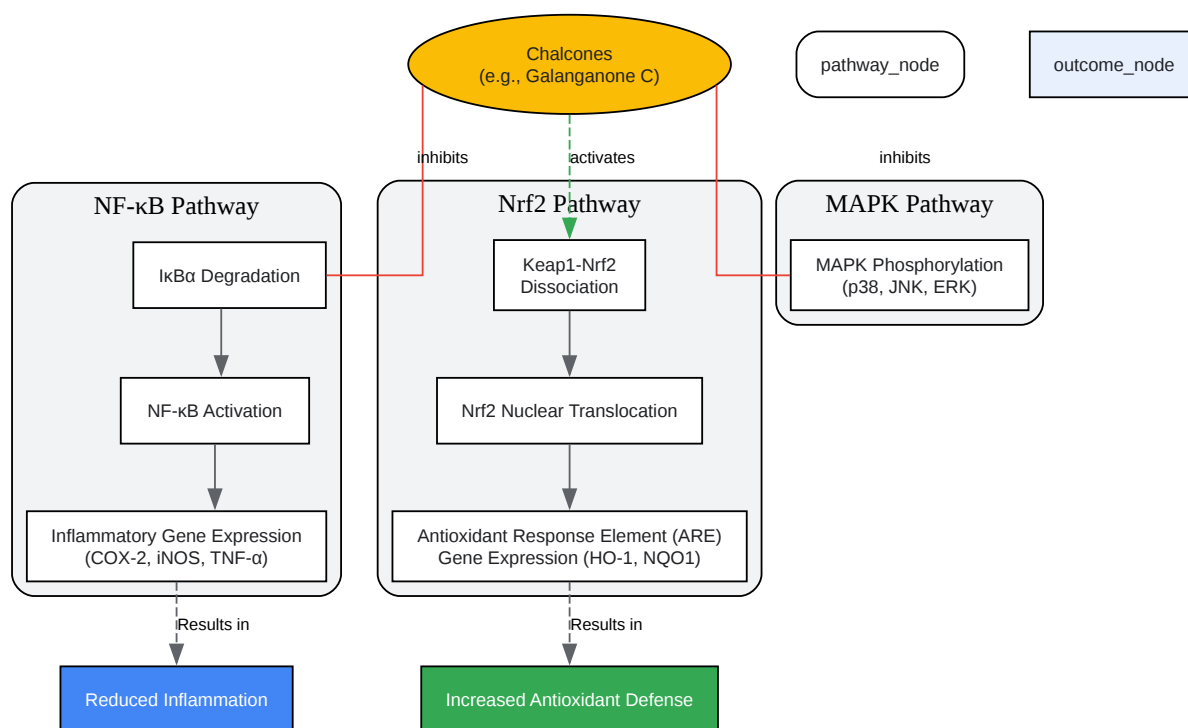 Chalcones
(e.g., Galanganone C)
pathway_node
outcome_node
inhibits
activates
inhibits
NF-κB Pathway
Nrf2 Pathway
MAPK Pathway
IκBα Degradation
Keap1-Nrf2
Dissociation
MAPK Phosphorylation
(p38, JNK, ERK)
NF-κB Activation
Nrf2 Nuclear Translocation
Inflammatory Gene Expression
(COX-2, iNOS, TNF-α)
Antioxidant Response Element (ARE)
Gene Expression (HO-1, NQO1)
Results in
Results in
Reduced Inflammation
Increased Antioxidant Defense